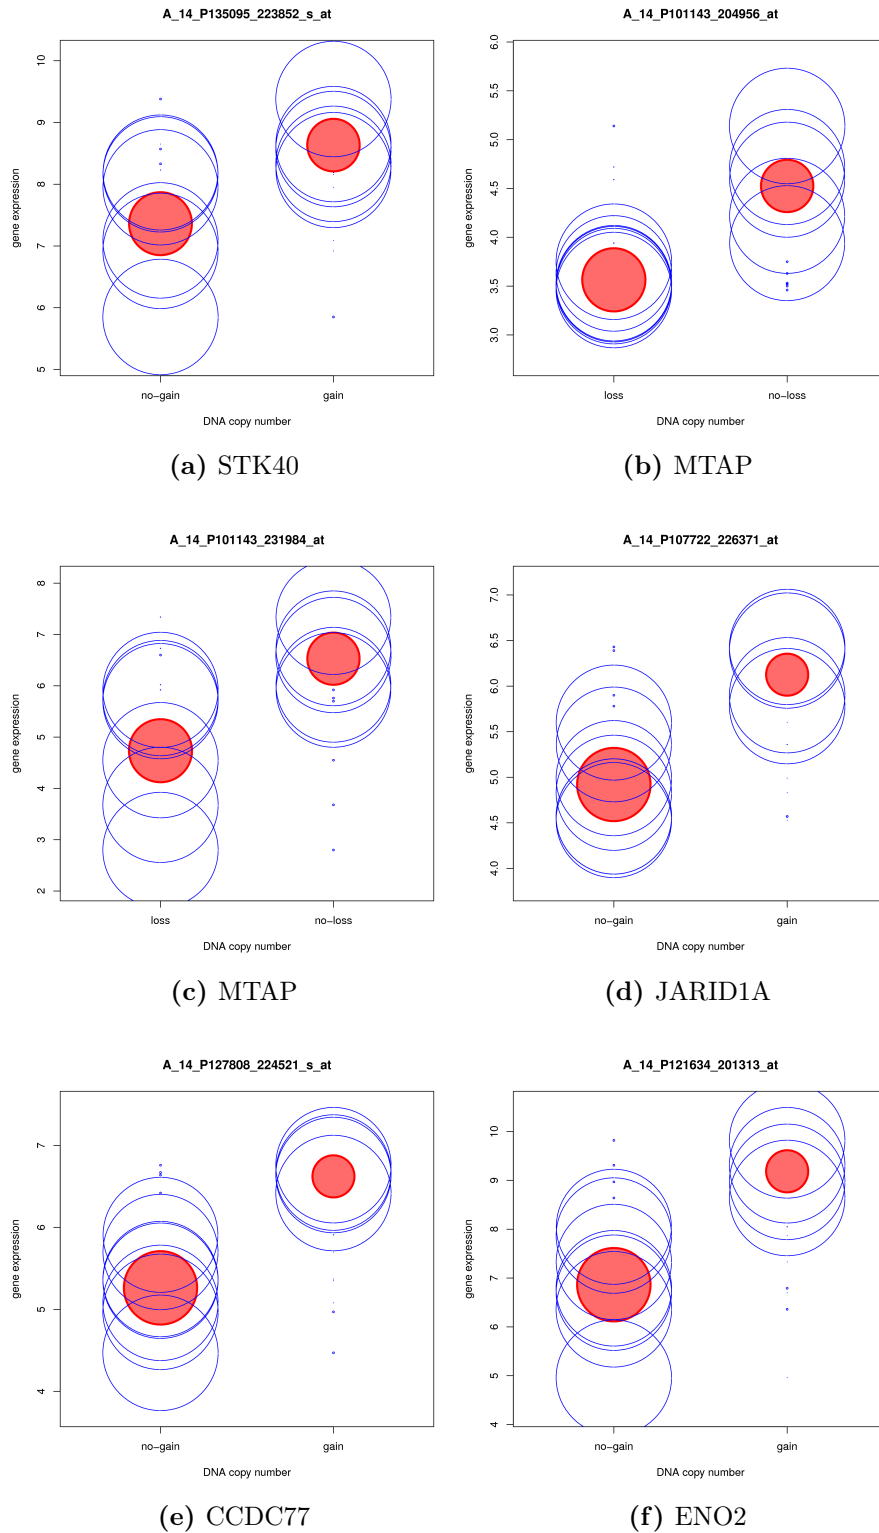 A_14_P135095_223852_s_at
gene expression
10
9
8
7
6
5
no−gain gain
DNA copy number
(a) STK40
A_14_P101143_204956_at
gene expression
6.0
5.5
5.0
4.5
4.0
3.5
3.0
loss no−loss
DNA copy number
(b) MTAP
A_14_P101143_231984_at
gene expression
8
7
6
5
4
3
2
loss no−loss
DNA copy number
(c) MTAP
A_14_P107722_226371_at
gene expression
7.0
6.5
6.0
5.5
5.0
4.5
4.0
no−gain gain
DNA copy number
(d) JARID1A
A_14_P127808_224521_s_at
gene expression
7
6
5
4
no−gain gain
DNA copy number
(e) CCDC77
A_14_P121634_201313_at
gene expression
10
9
8
7
6
5
4
no−gain gain
DNA copy number
(f) ENO2